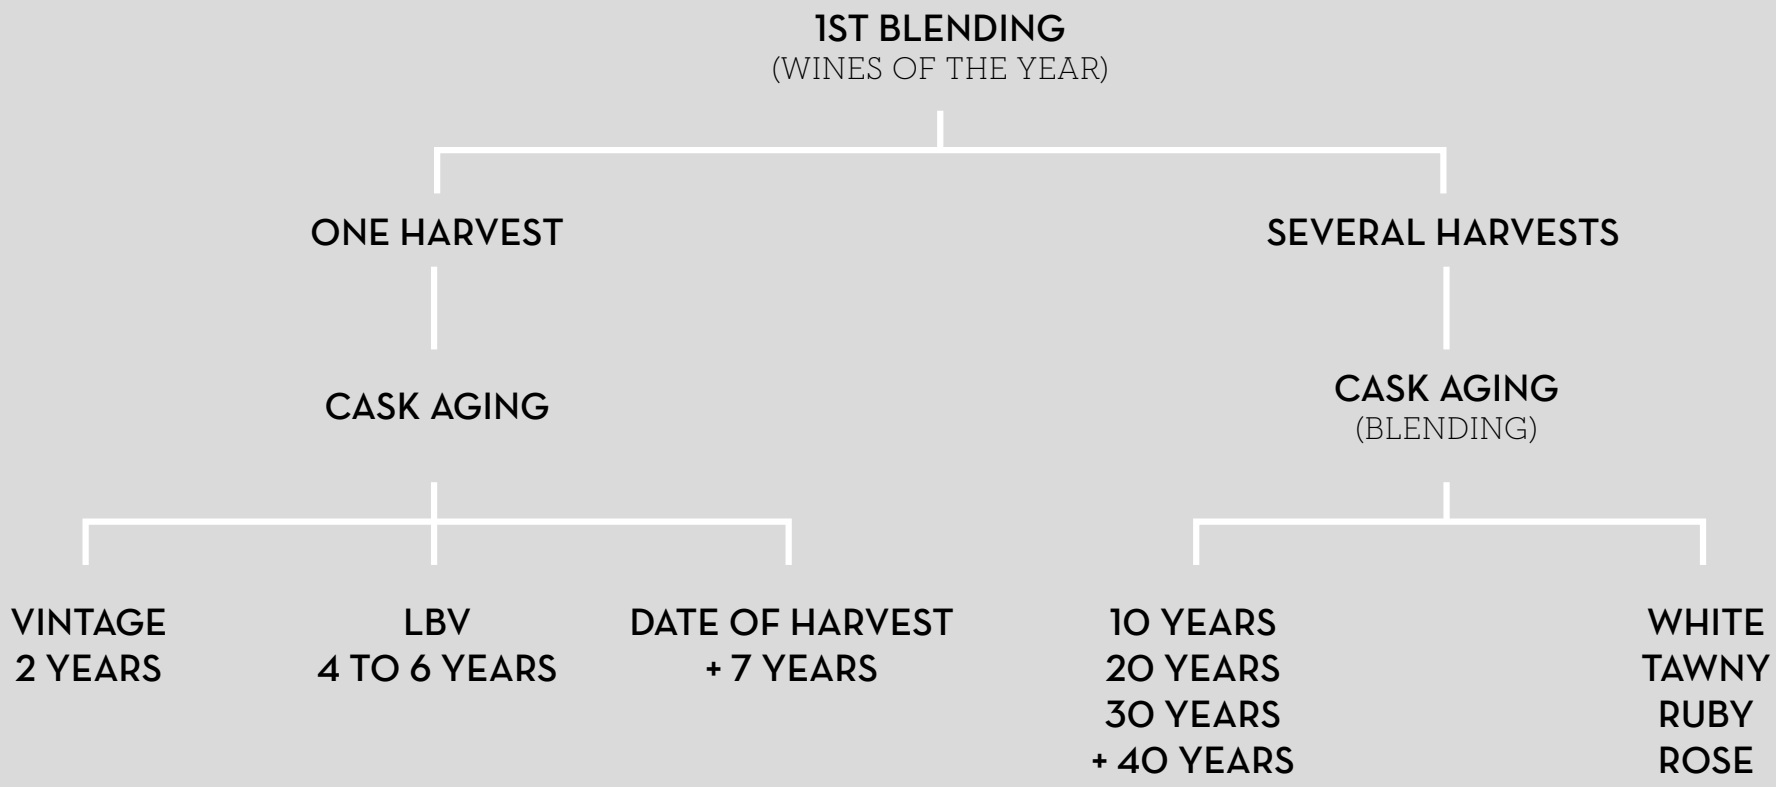 1ST BLENDING
(WINES OF THE YEAR)
ONE HARVEST
SEVERAL HARVESTS
CASK AGING
CASK AGING
(BLENDING)
VINTAGE
2 YEARS
LBV
4 TO 6 YEARS
DATE OF HARVEST
+ 7 YEARS
10 YEARS
20 YEARS
30 YEARS
+ 40 YEARS
WHITE
TAWNY
RUBY
ROSE